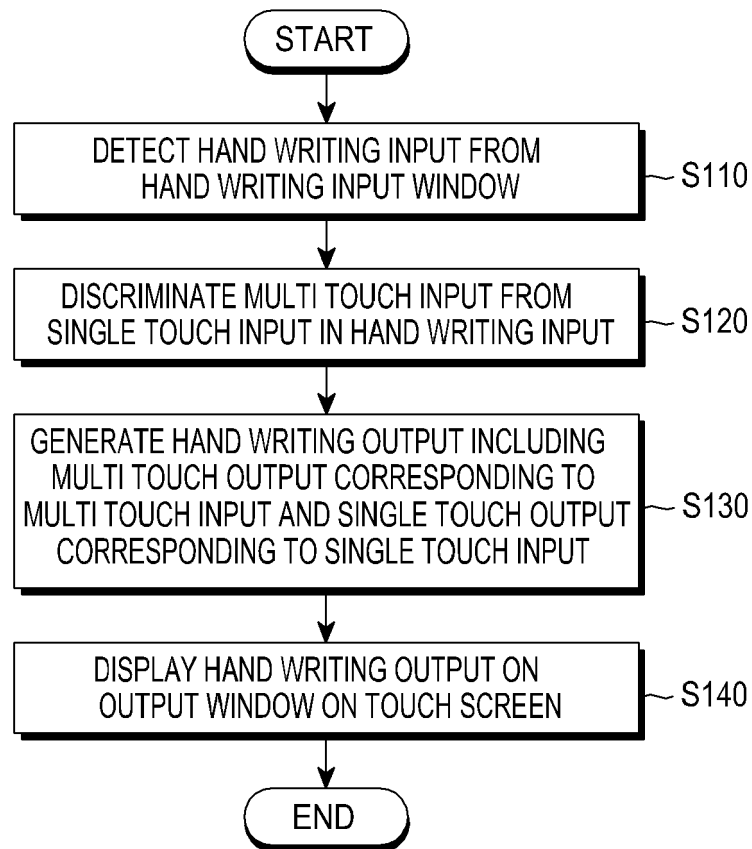 START
DETECT HAND WRITING INPUT FROM
HAND WRITING INPUT WINDOW
S110
DISCRIMINATE MULTI TOUCH INPUT FROM
SINGLE TOUCH INPUT IN HAND WRITING INPUT
S120
GENERATE HAND WRITING OUTPUT INCLUDING
MULTI TOUCH OUTPUT CORRESPONDING TO
MULTI TOUCH INPUT AND SINGLE TOUCH OUTPUT
CORRESPONDING TO SINGLE TOUCH INPUT
S130
DISPLAY HAND WRITING OUTPUT ON
OUTPUT WINDOW ON TOUCH SCREEN
S140
END